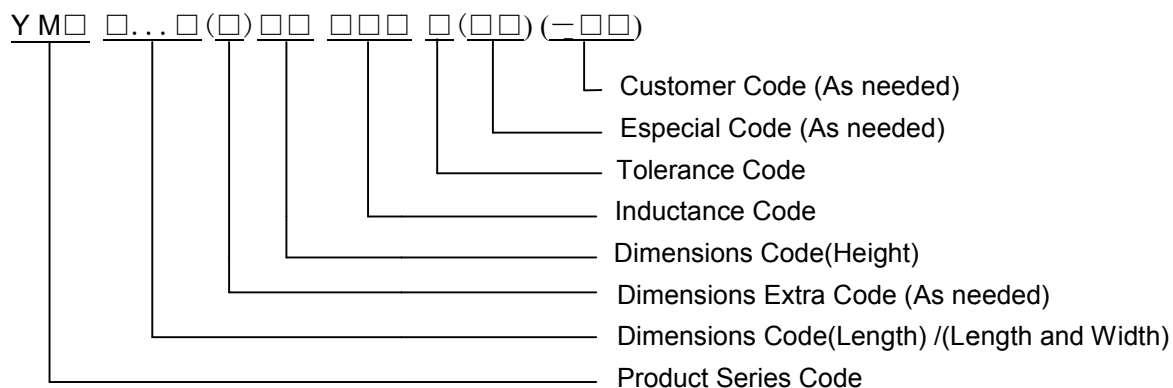 YM□ □...□(□)□□ □□□ □(□□)(-□□)
Customer Code (As needed)
Especial Code (As needed)
Tolerance Code
Inductance Code
Dimensions Code(Height)
Dimensions Extra Code (As needed)
Dimensions Code(Length) /(Length and Width)
Product Series Code